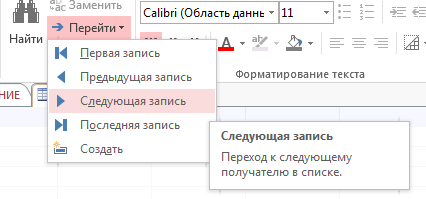 Заменить
Calibri (Область данн
11
Найти
Перейти
Форматирование текста
Первая запись
Предыдущая запись
Следующая запись
Последняя запись
Создать
НИЕ
Следующая запись
Переход к следующему
получателю в списке.